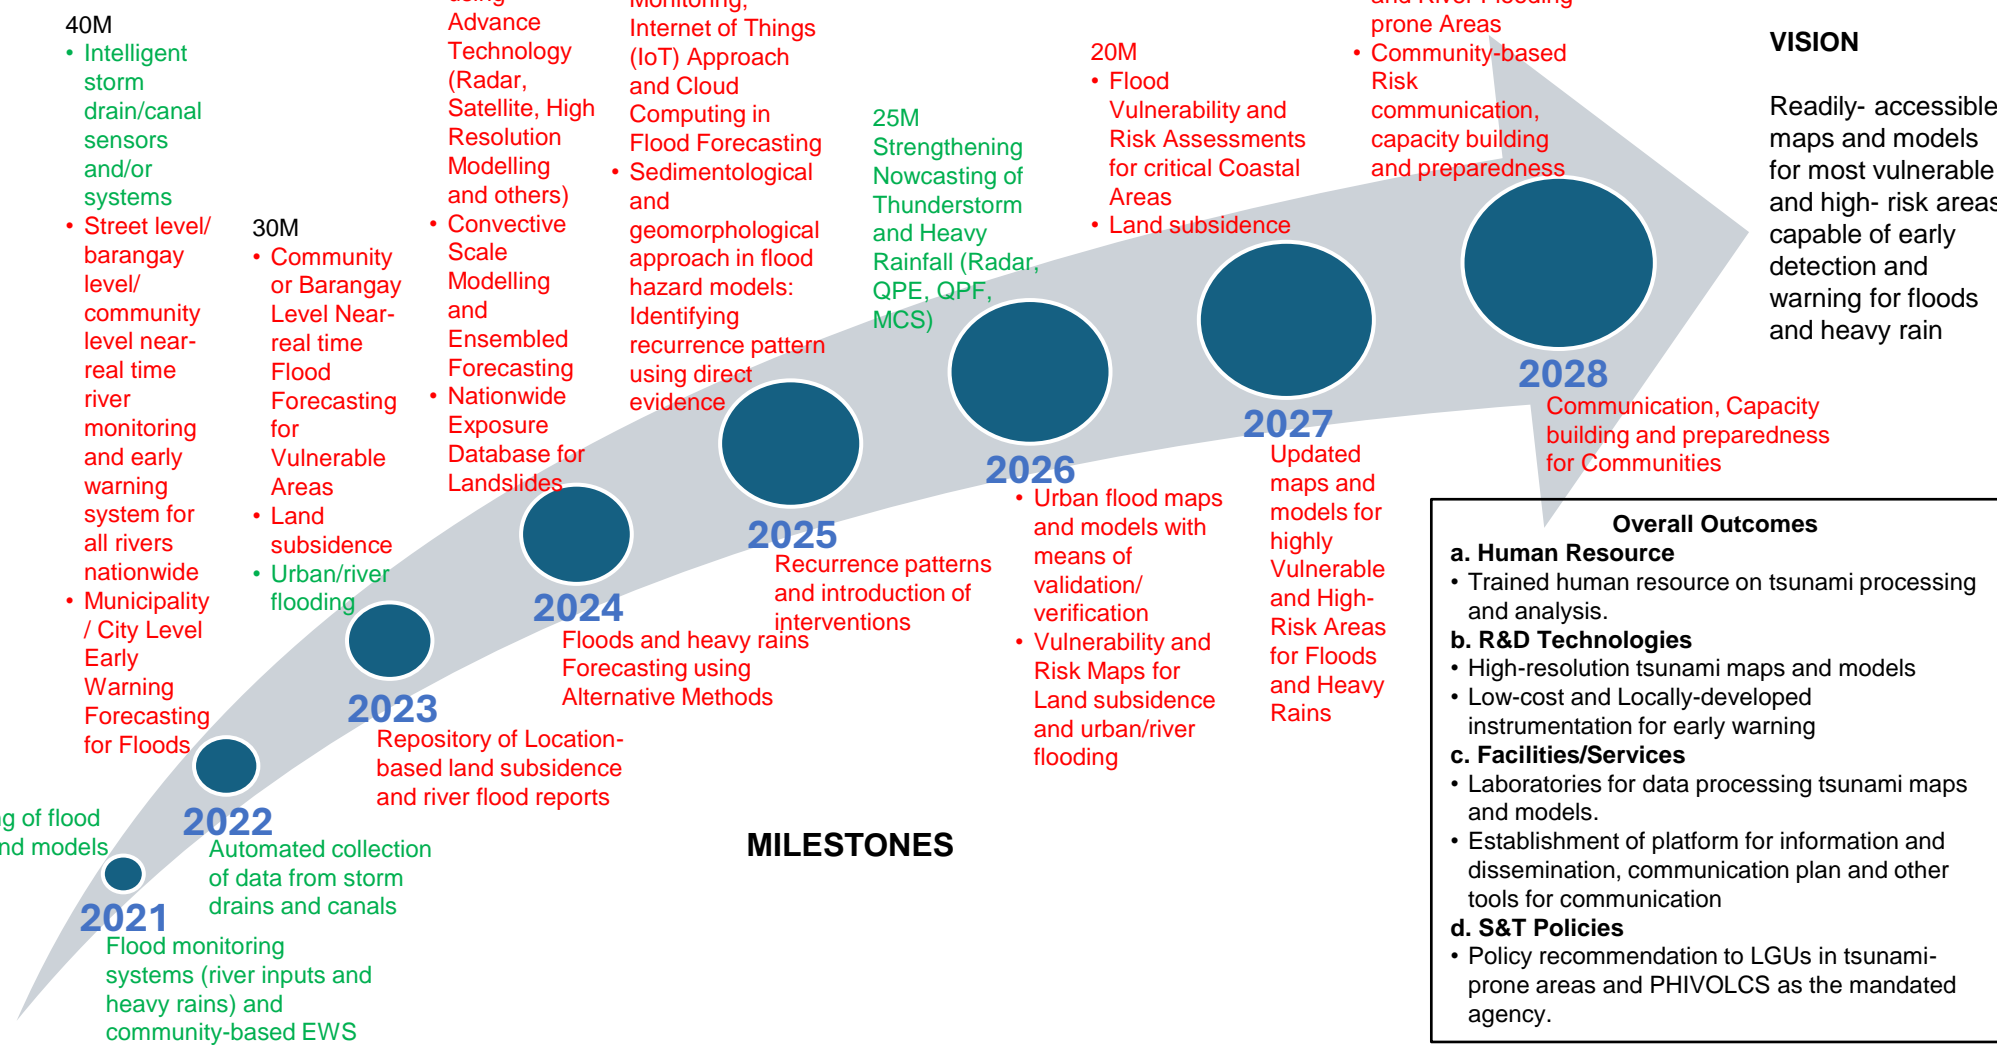 40M
• Intelligent
storm
drain/canal
sensors
and/or
systems
• Street level/
barangay
level/
community
level near-
real time
river
monitoring
and early
warning
system for
all rivers
nationwide
• Municipality
/ City Level
Early
Warning
Forecasting
for Floods
30M
• Community
or Barangay
Level Near-
real time
Flood
Forecasting
for
Vulnerable
Areas
• Land
subsidence
• Urban/river
flooding
using
Advance
Technology
(Radar,
Satellite, High
Resolution
Modelling
and others)
• Convective
Scale
Modelling
and
Ensembled
Forecasting
• Nationwide
Exposure
Database for
Landslides
Monitoring,
Internet of Things
(IoT) Approach
and Cloud
Computing in
Flood Forecasting
• Sedimentological
and
geomorphological
approach in flood
hazard models:
Identifying
recurrence pattern
using direct
evidence
25M
Strengthening
Nowcasting of
Thunderstorm
and Heavy
Rainfall (Radar,
QPE, QPF,
MCS)
20M
• Flood
Vulnerability and
Risk Assessments
for critical Coastal
Areas
• Land subsidence
and River Flooding
prone Areas
• Community-based
Risk
communication,
capacity building
and preparedness
VISION
Readily- accessible
maps and models
for most vulnerable
and high- risk areas
capable of early
detection and
warning for floods
and heavy rain
of flood
models
2021
Flood monitoring
systems (river inputs and
heavy rains) and
community-based EWS
2022
Automated collection
of data from storm
drains and canals
2023
Repository of Location-
based land subsidence
and river flood reports
2024
Floods and heavy rains
Forecasting using
Alternative Methods
2025
Recurrence patterns
and introduction of
interventions
2026
• Urban flood maps
and models with
means of
validation/
verification
• Vulnerability and
Risk Maps for
Land subsidence
and urban/river
flooding
2027
Updated
maps and
models for
highly
Vulnerable
and High-
Risk Areas
for Floods
and Heavy
Rains
2028
Communication, Capacity
building and preparedness
for Communities
MILESTONES
Overall Outcomes
a. Human Resource
• Trained human resource on tsunami processing
and analysis.
b. R&D Technologies
• High-resolution tsunami maps and models
• Low-cost and Locally-developed
instrumentation for early warning
c. Facilities/Services
• Laboratories for data processing tsunami maps
and models.
• Establishment of platform for information and
dissemination, communication plan and other
tools for communication
d. S&T Policies
• Policy recommendation to LGUs in tsunami-
prone areas and PHIVOLCS as the mandated
agency.